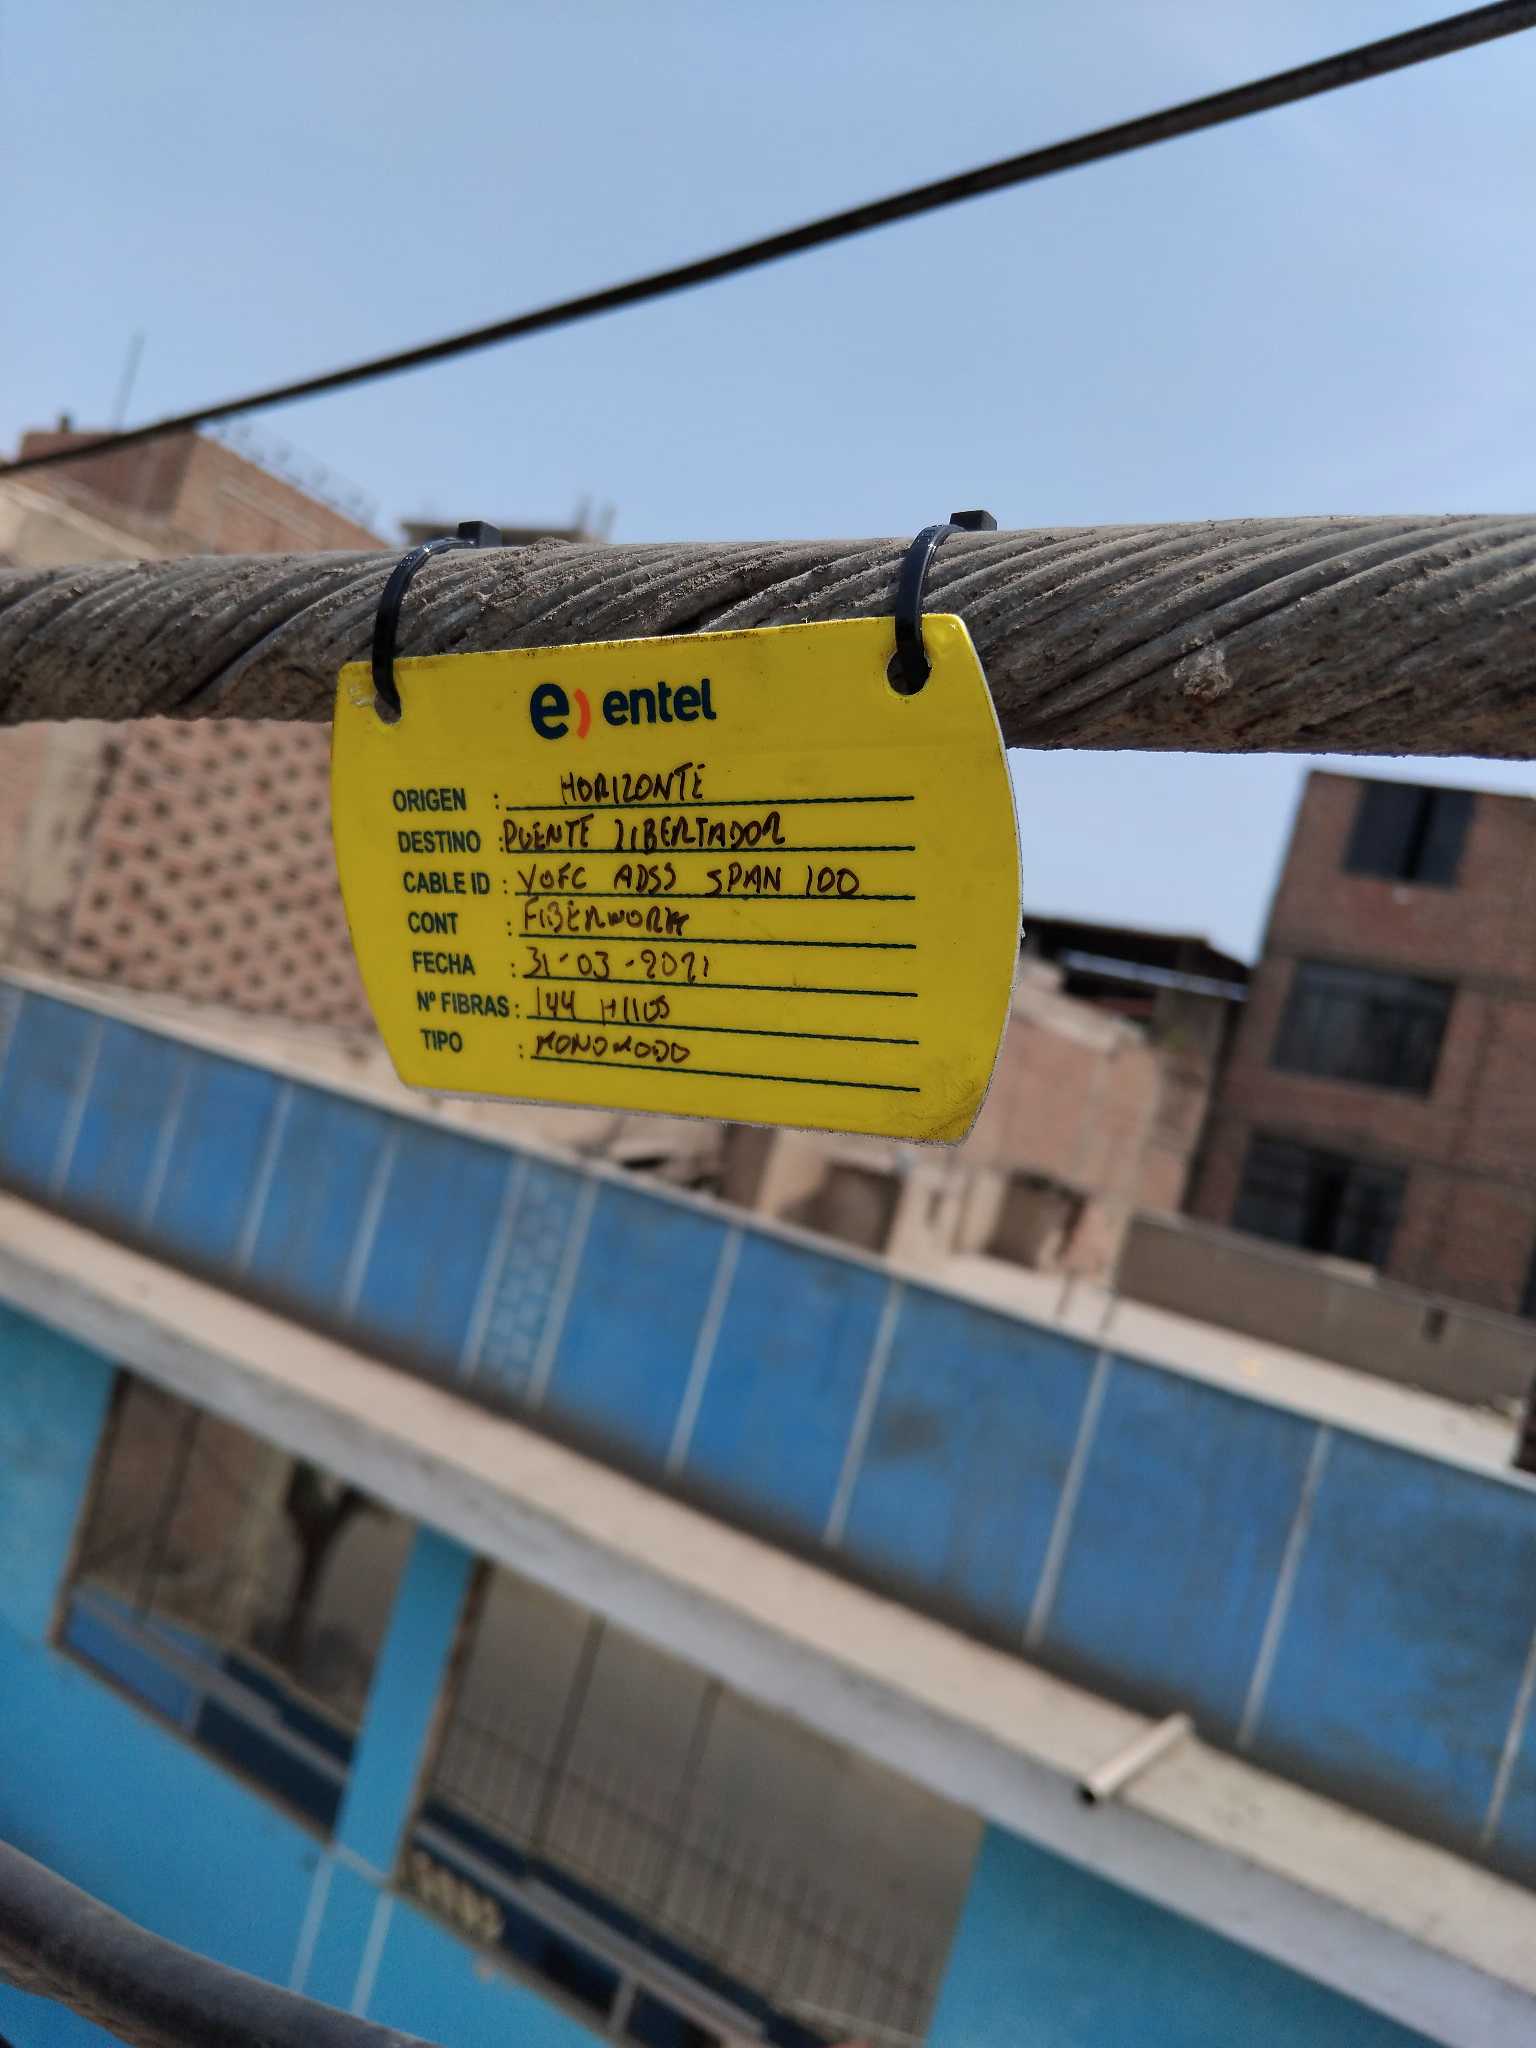 e) entel
ORIGEN : HORIZONTE
DESTINO : PUENTE LIBERTADOR
CABLE ID : YOFC ADSS SPAN 100
CONT : FIBERWORK
FECHA : 31-03-2021
Nº FIBRAS : 144 HILOS
TIPO : MONOMODO